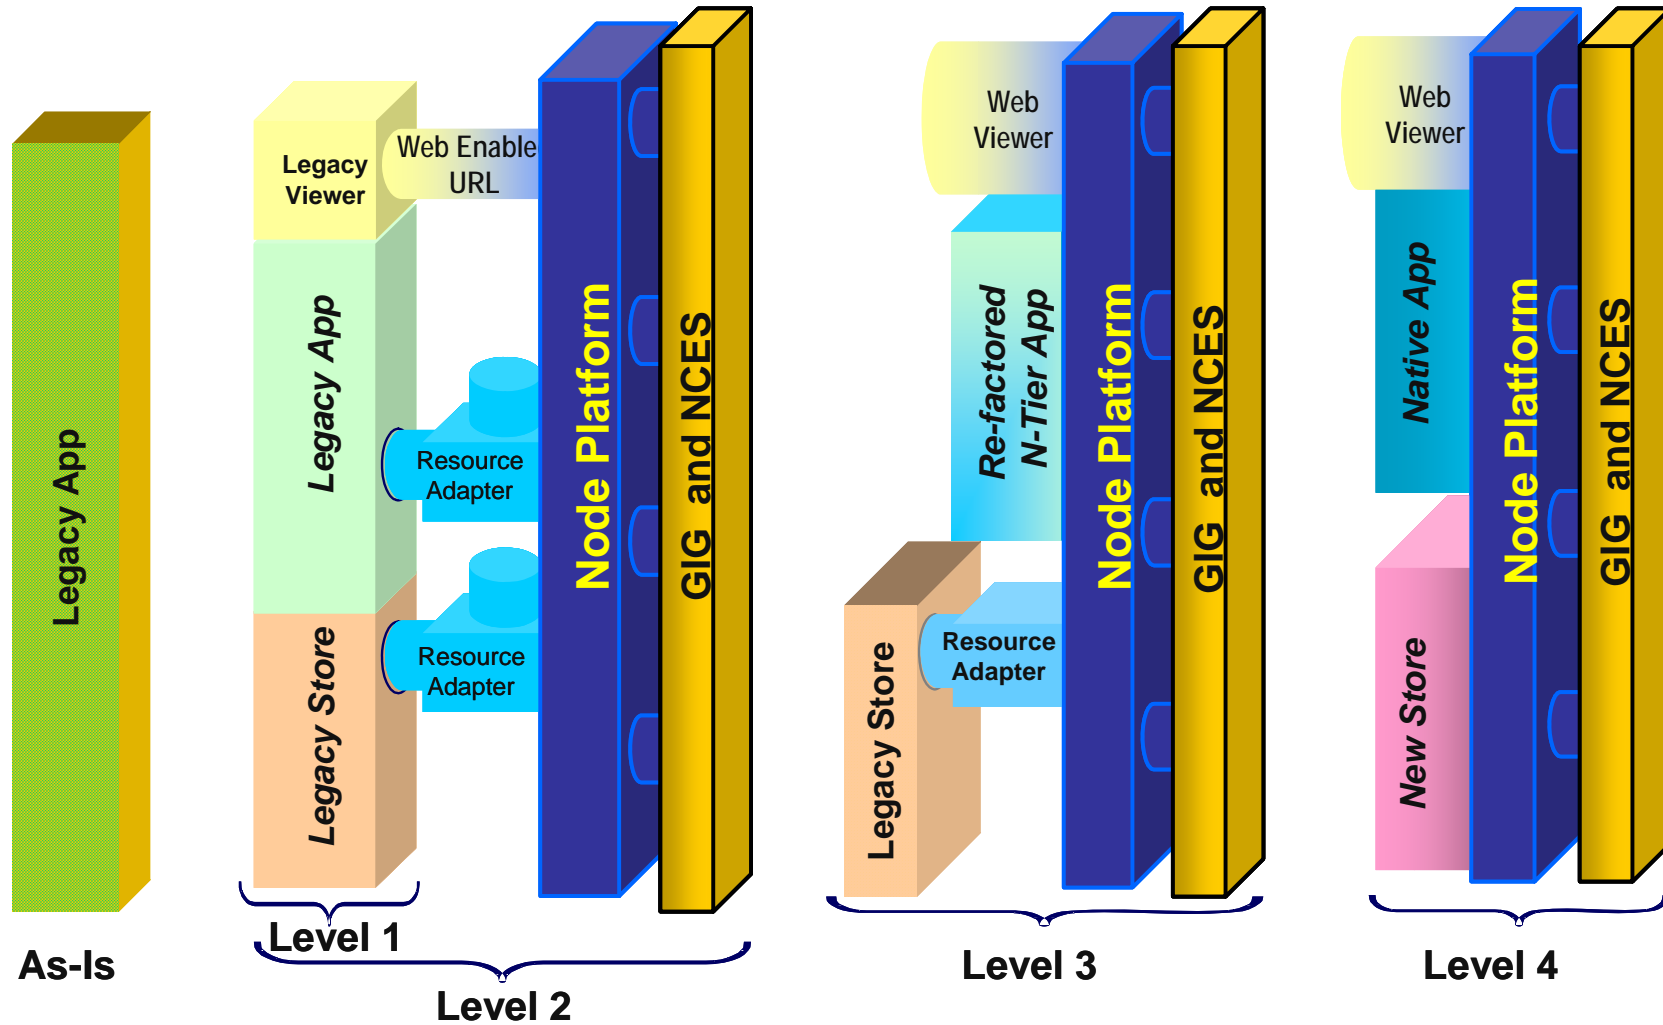 Legacy App
As-Is
Legacy
Viewer
Web Enable
URL
Legacy App
Resource
Adapter
Legacy Store
Resource
Adapter
Node Platform
GIG and NCES
Level 1
Level 2
Web
Viewer
Re-factored
N-Tier App
Legacy Store
Resource
Adapter
Node Platform
GIG and NCES
Level 3
Web
Viewer
Native App
New Store
Node Platform
GIG and NCES
Level 4